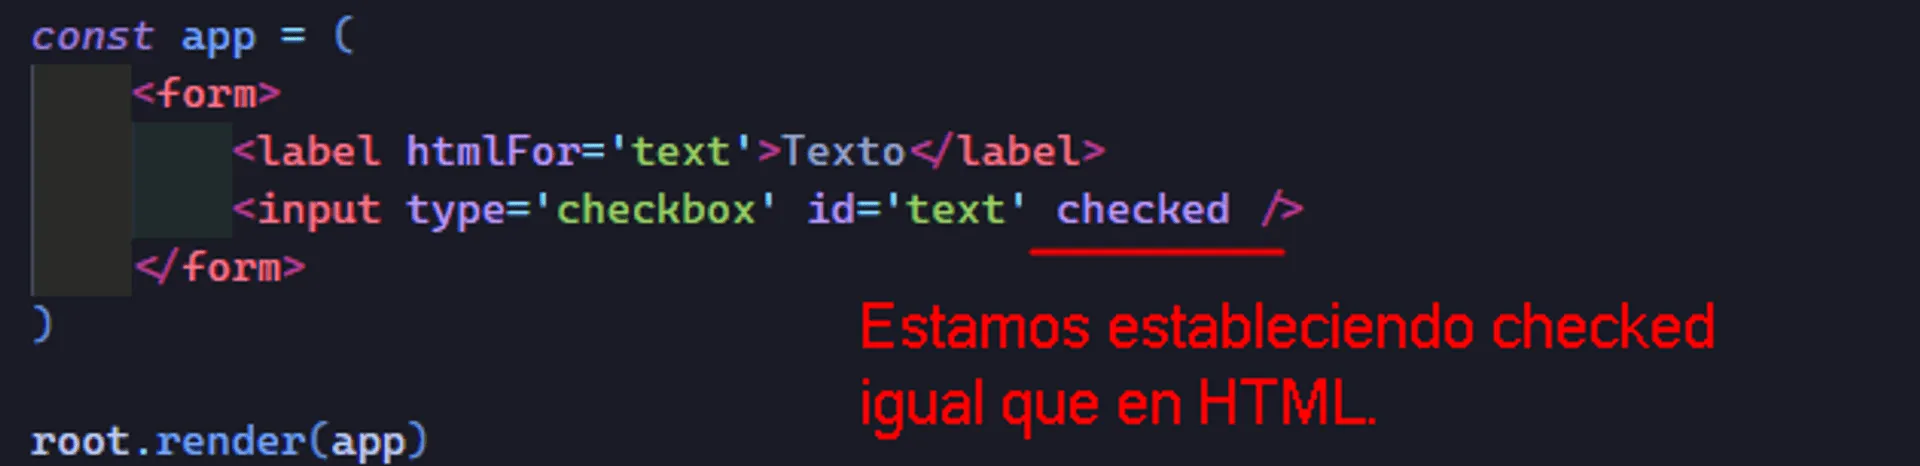 const app = (
<form>
<label htmlFor='text'>Texto</label>
<input type='checkbox' id='text' checked />
</form>
)
Estamos estableciendo checked
igual que en HTML.
root.render(app)